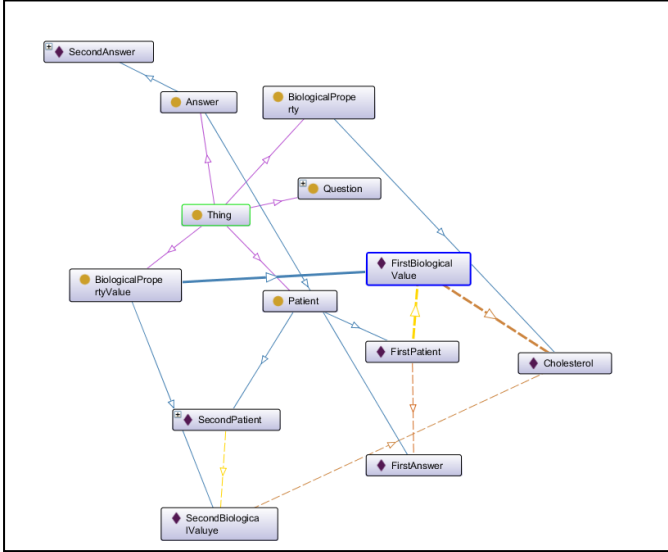 SecondAnswer
Answer
BiologicalPrope
rty
Question
Thing
BiologicalPrope
rtyValue
FirstBiological
Value
Patient
FirstPatient
Cholesterol
SecondPatient
FirstAnswer
SecondBiologica
lValuye